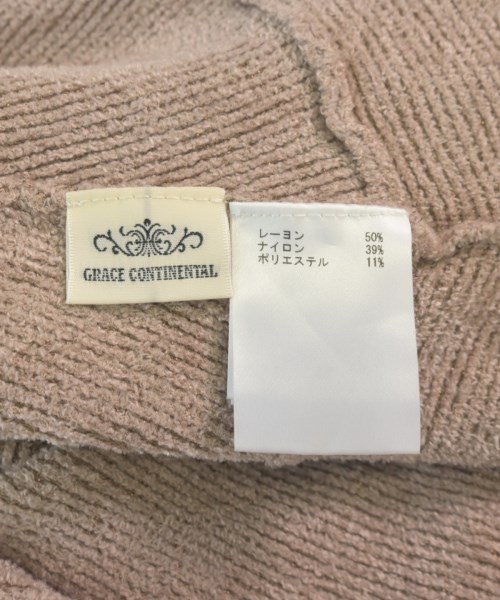 GRACE CONTINENTAL
レーヨン 50%
ナイロン 39%
ポリエステル 11%